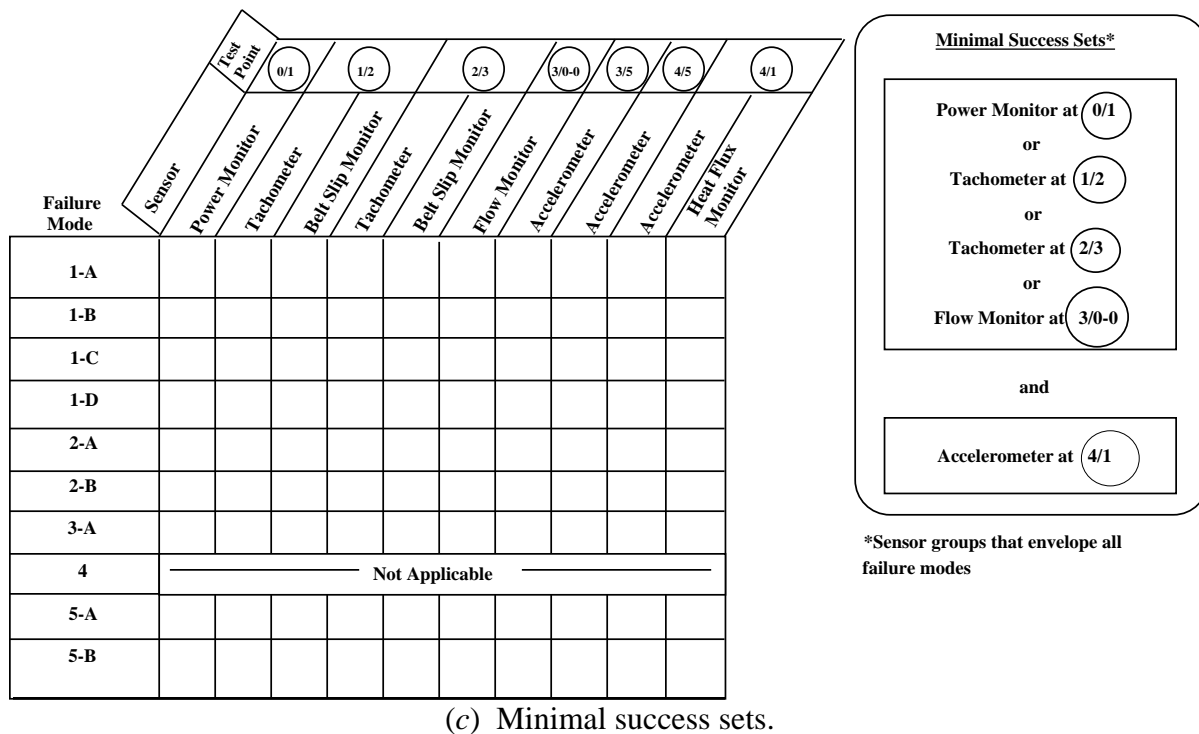 Test
Point
0/1
1/2
2/3
3/0-0
3/5
4/5
4/1
Sensor
Power Monitor
Tachometer
Belt Slip Monitor
Tachometer
Belt Slip Monitor
Flow Monitor
Accelerometer
Accelerometer
Accelerometer
Heat Flux
Monitor
Failure
Mode
1-A
1-B
1-C
1-D
2-A
2-B
3-A
4
Not Applicable
5-A
5-B
Minimal Success Sets*
Power Monitor at 0/1
or
Tachometer at 1/2
or
Tachometer at 2/3
or
Flow Monitor at 3/0-0
and
Accelerometer at 4/1
*Sensor groups that envelope all
failure modes
(c) Minimal success sets.